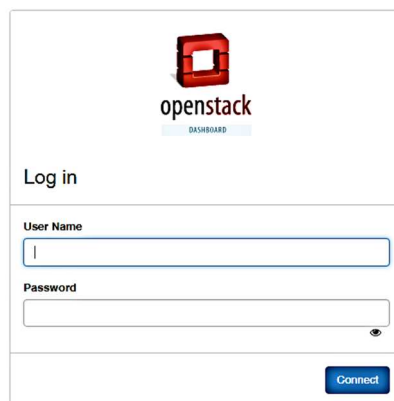 openstack
DASHBOARD
Log in
User Name
Password
Connect